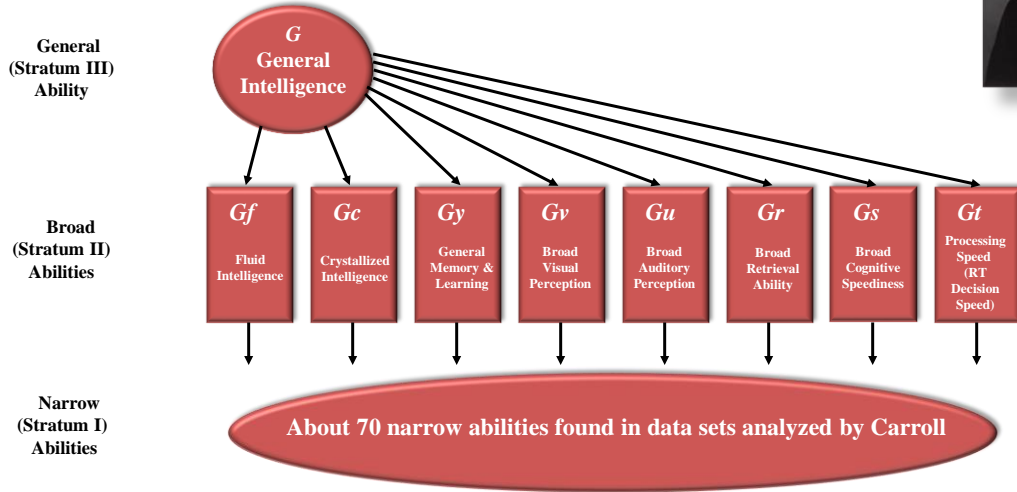 General
(Stratum III)
Ability
G
General
Intelligence
Broad
(Stratum II)
Abilities
Gf
Fluid
Intelligence
Gc
Crystallized
Intelligence
Gy
General
Memory &
Learning
Gv
Broad
Visual
Perception
Gu
Broad
Auditory
Perception
Gr
Broad
Retrieval
Ability
Gs
Broad
Cognitive
Speediness
Gt
Processing
Speed
(RT
Decision
Speed)
Narrow
(Stratum I)
Abilities
About 70 narrow abilities found in data sets analyzed by Carroll